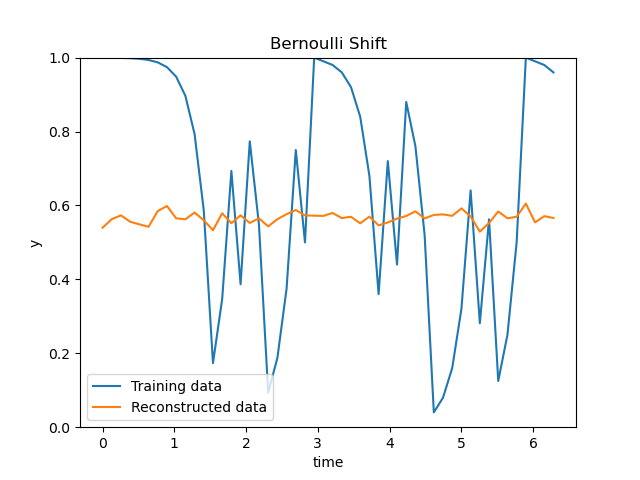 Bernoulli Shift
1.0
0.8
0.6
0.4
0.2
0.0
y
Training data
Reconstructed data
0 1 2 3 4 5 6
time